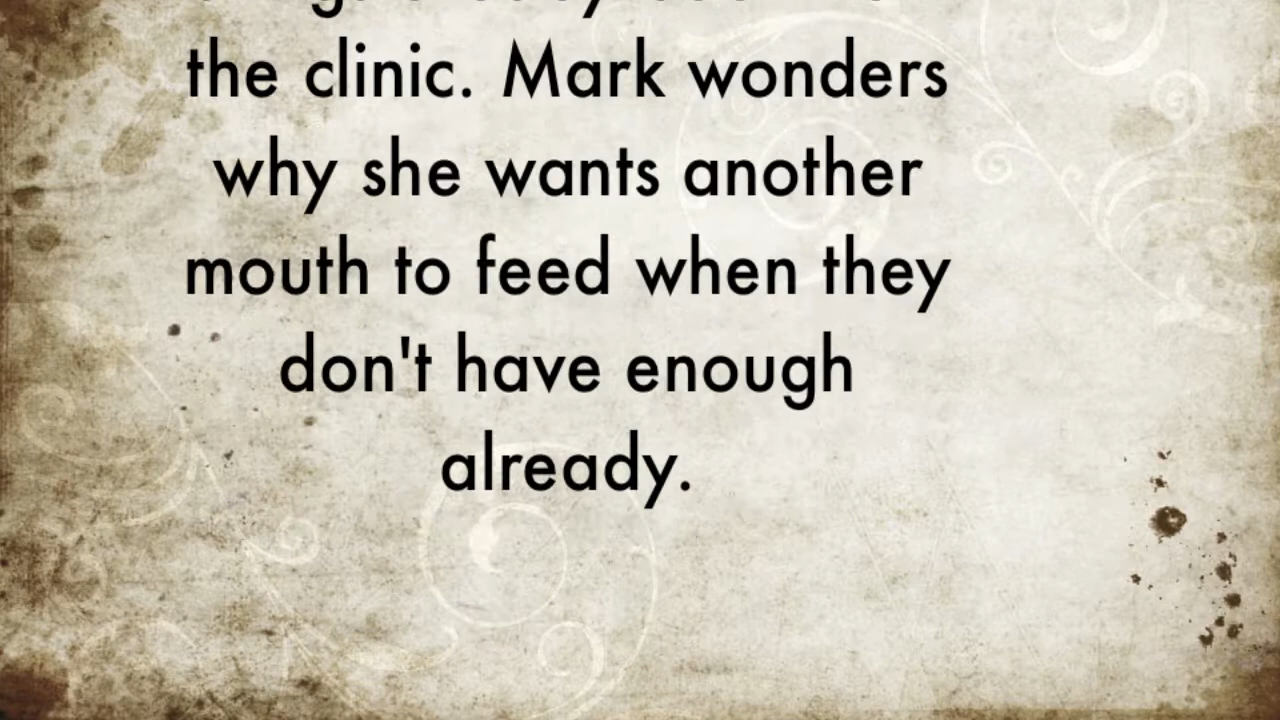 the clinic. Mark wonders
why she wants another
mouth to feed when they
don't have enough
already.